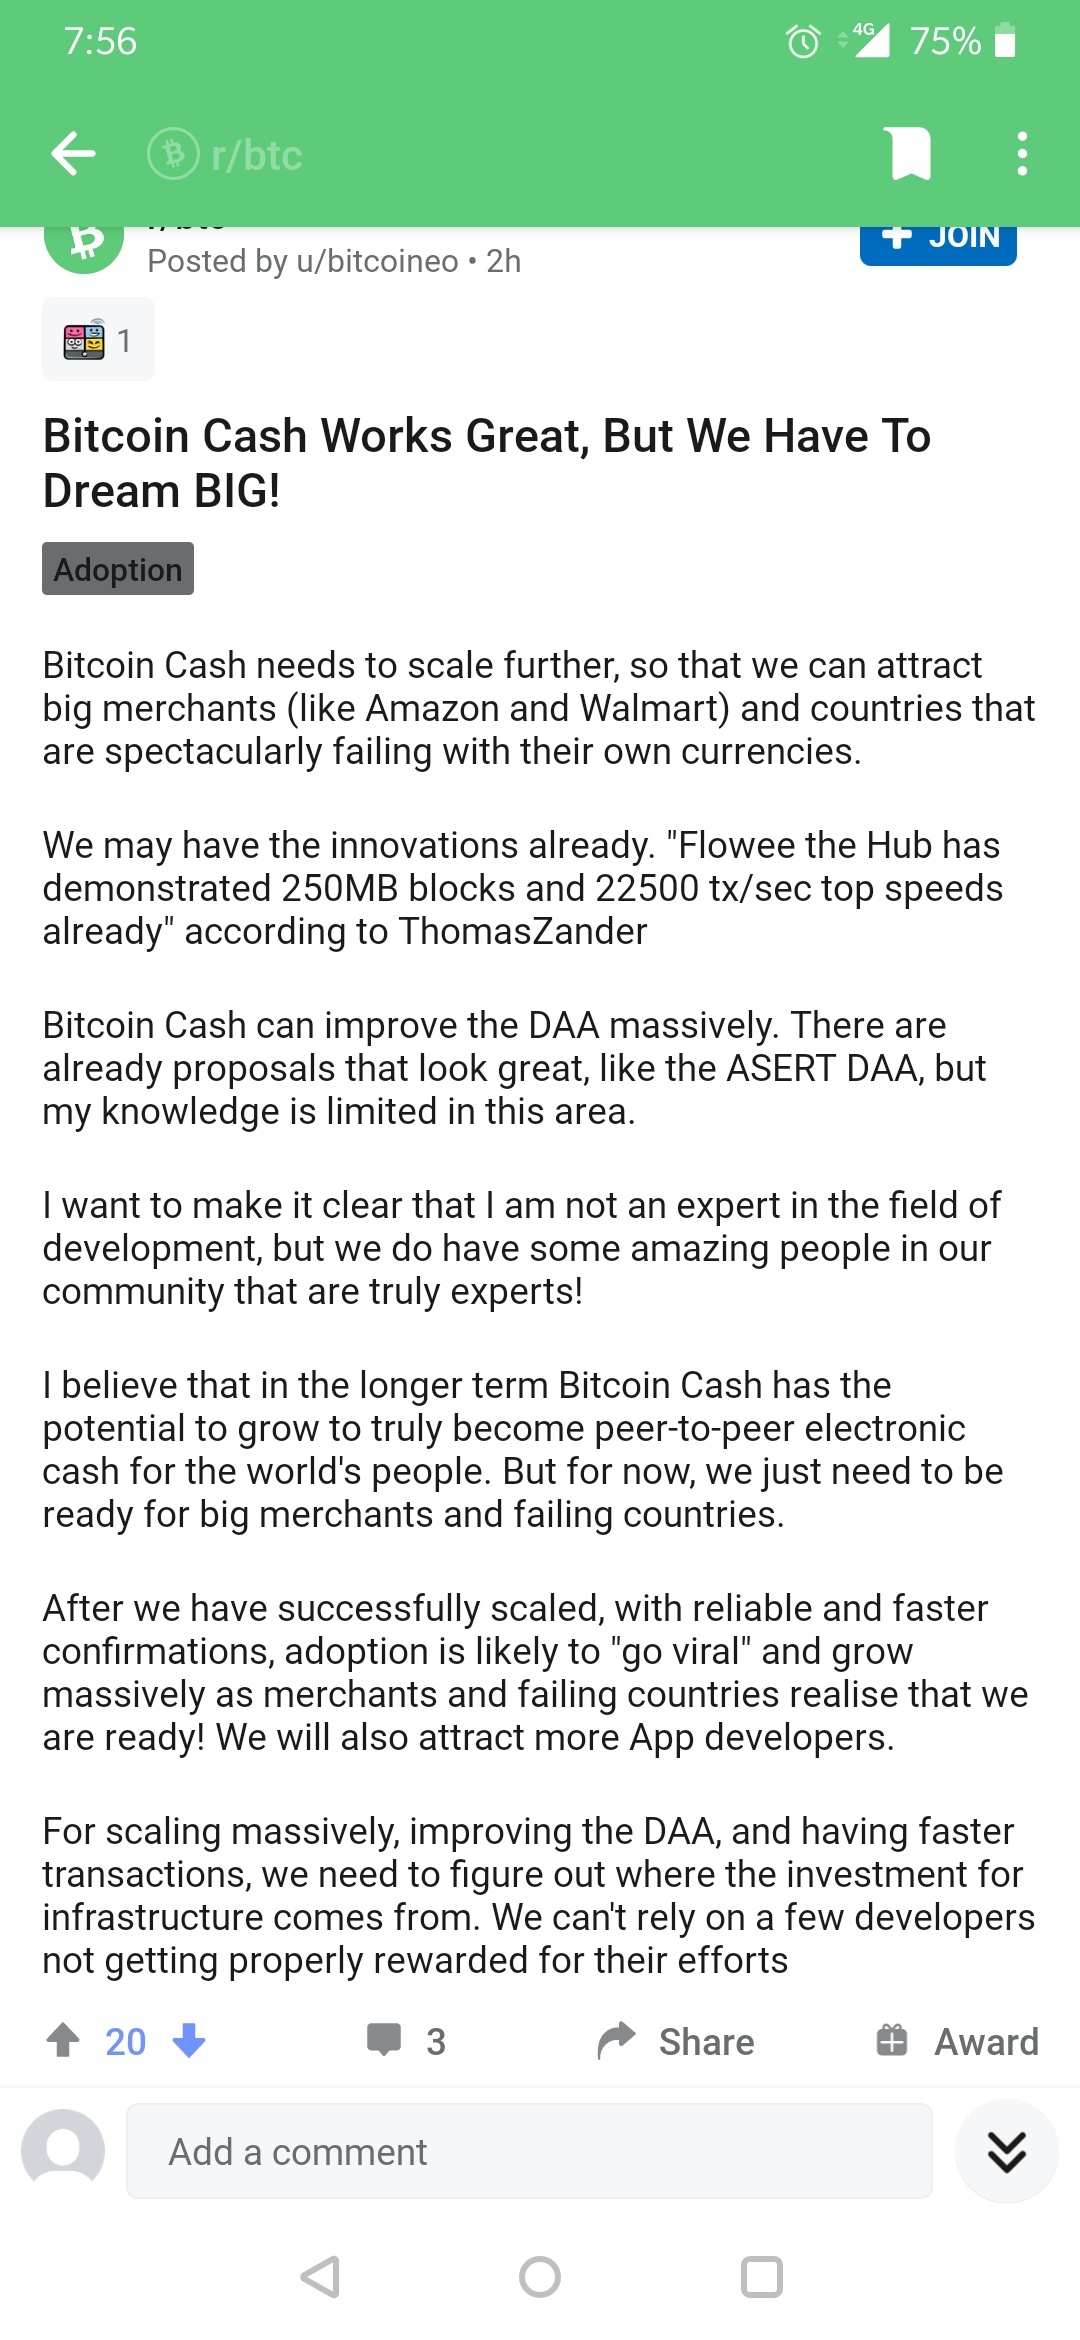 7:56
4G 75%
r/btc
JOIN
Posted by u/bitcoineo • 2h
1
Bitcoin Cash Works Great, But We Have To
Dream BIG!
Adoption
Bitcoin Cash needs to scale further, so that we can attract
big merchants (like Amazon and Walmart) and countries that
are spectacularly failing with their own currencies.
We may have the innovations already. "Flowee the Hub has
demonstrated 250MB blocks and 22500 tx/sec top speeds
already" according to ThomasZander
Bitcoin Cash can improve the DAA massively. There are
already proposals that look great, like the ASERT DAA, but
my knowledge is limited in this area.
I want to make it clear that I am not an expert in the field of
development, but we do have some amazing people in our
community that are truly experts!
I believe that in the longer term Bitcoin Cash has the
potential to grow to truly become peer-to-peer electronic
cash for the world's people. But for now, we just need to be
ready for big merchants and failing countries.
After we have successfully scaled, with reliable and faster
confirmations, adoption is likely to "go viral" and grow
massively as merchants and failing countries realise that we
are ready! We will also attract more App developers.
For scaling massively, improving the DAA, and having faster
transactions, we need to figure out where the investment for
infrastructure comes from. We can't rely on a few developers
not getting properly rewarded for their efforts
20 3 Share Award
Add a comment